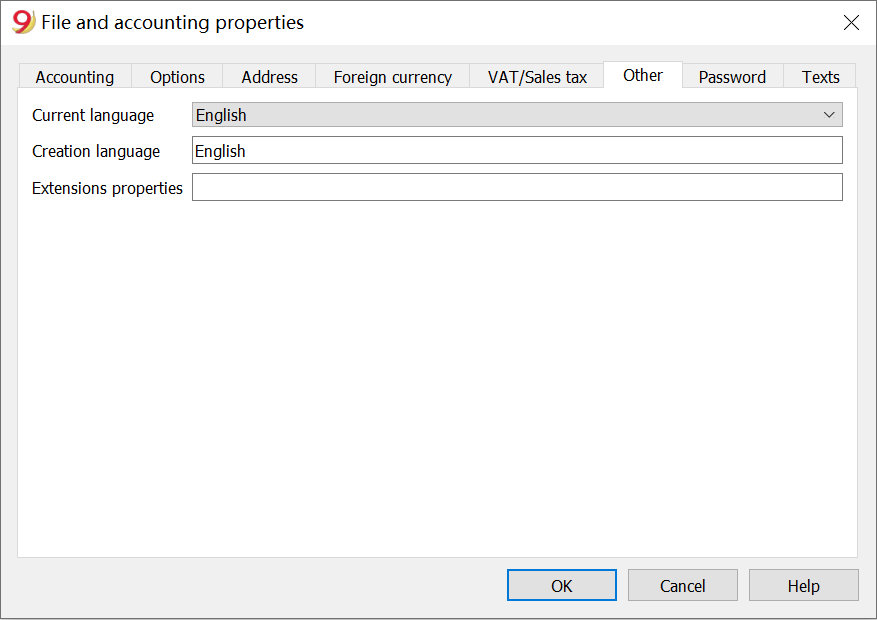 9 File and accounting properties
Accounting Options Address Foreign currency VAT/Sales tax Other Password Texts
Current language English
Creation language English
Extensions properties
OK Cancel Help